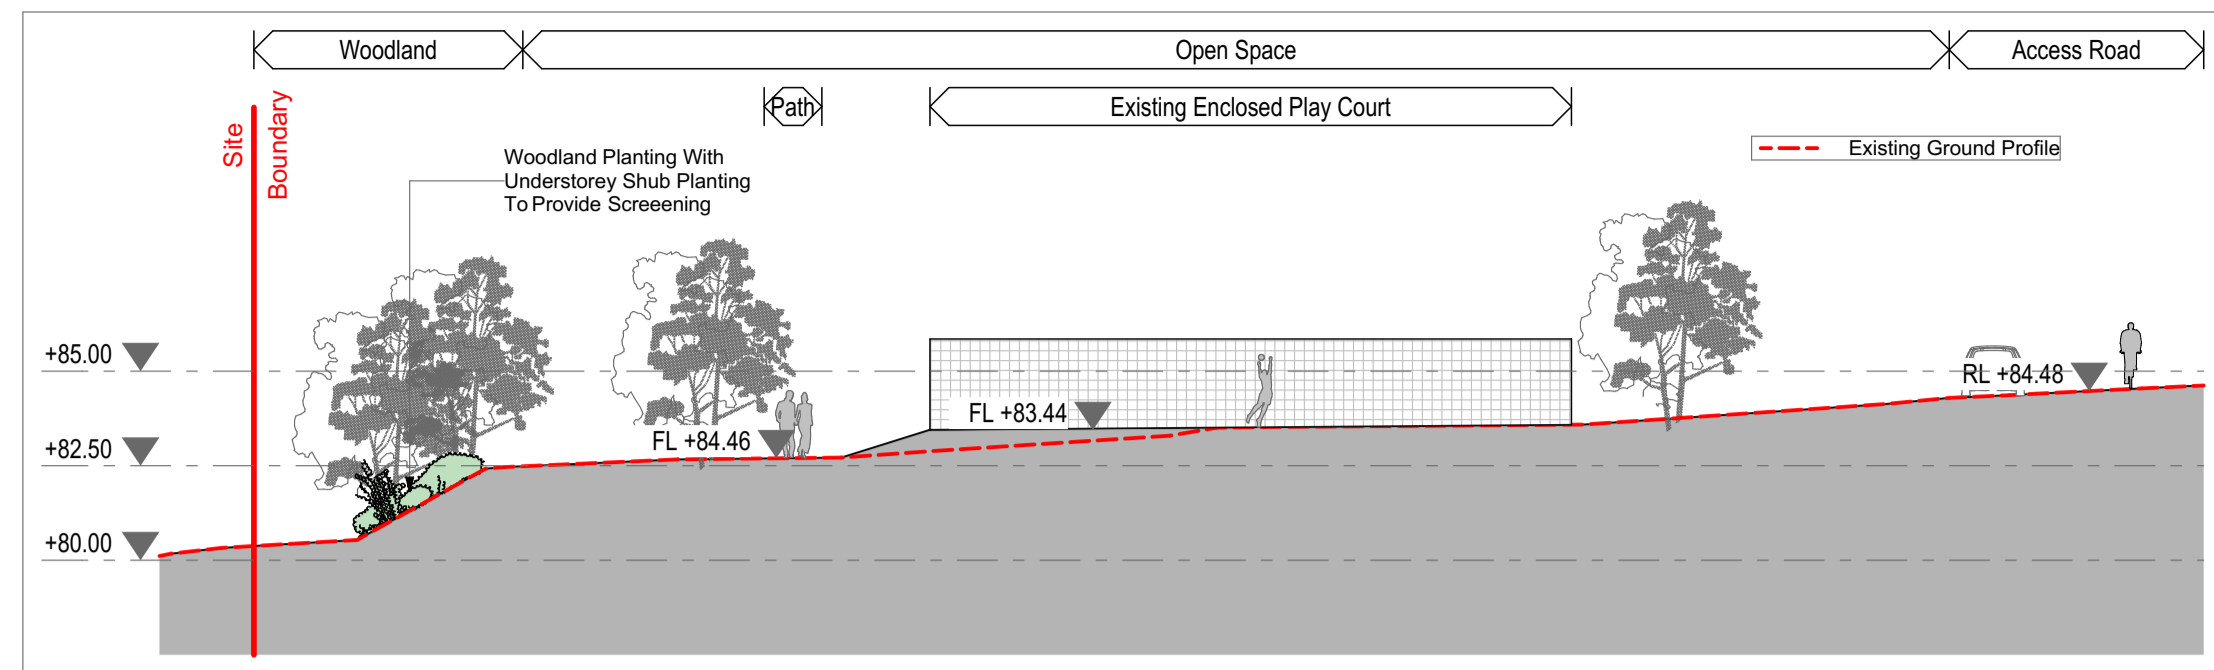 Woodland
Open Space
Access Road
Path
Existing Enclosed Play Court
Site
Boundary
Woodland Planting With
Understorey Shub Planting
To Provide Screeening
Existing Ground Profile
+85.00
RL +84.48
FL +83.44
FL +84.46
+82.50
+80.00